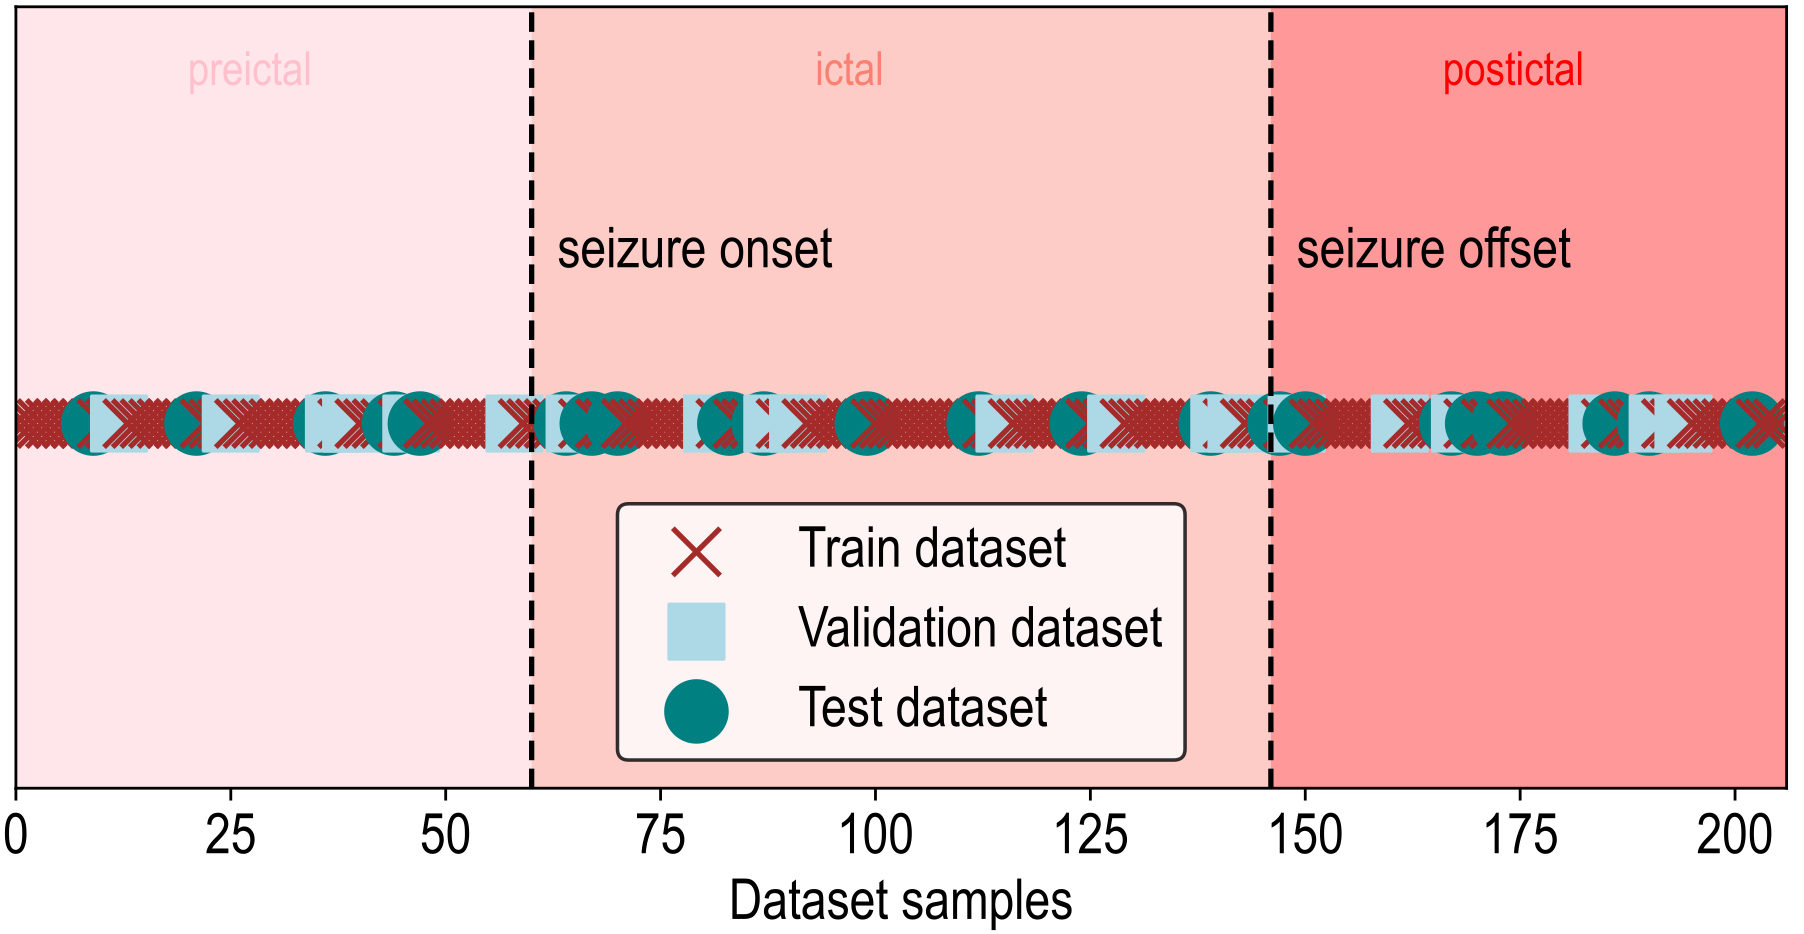 preictal
ictal
postictal
seizure onset
seizure offset
Train dataset
Validation dataset
Test dataset
0 25 50 75 100 125 150 175 200
Dataset samples